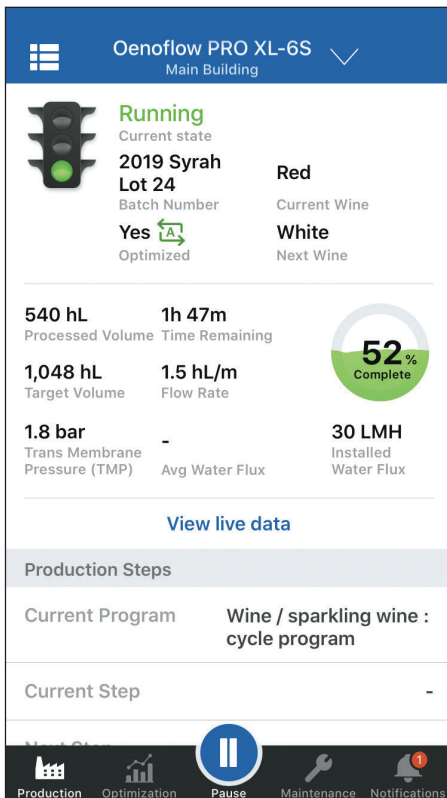 Oenoflow PRO XL-6S
Main Building
Running
Current state
2019 Syrah
Lot 24
Batch Number
Red
Current Wine
Yes A
Optimized
White
Next Wine
540 hL
Processed Volume
1h 47m
Time Remaining
52%
Complete
1,048 hL
Target Volume
1.5 hL/m
Flow Rate
1.8 bar
Trans Membrane
Pressure (TMP)
-
Avg Water Flux
30 LMH
Installed
Water Flux
View live data
Production Steps
Current Program
Wine / sparkling wine :
cycle program
Current Step
-
Next Step
1
Production
Optimization
Pause
Maintenance
Notifications